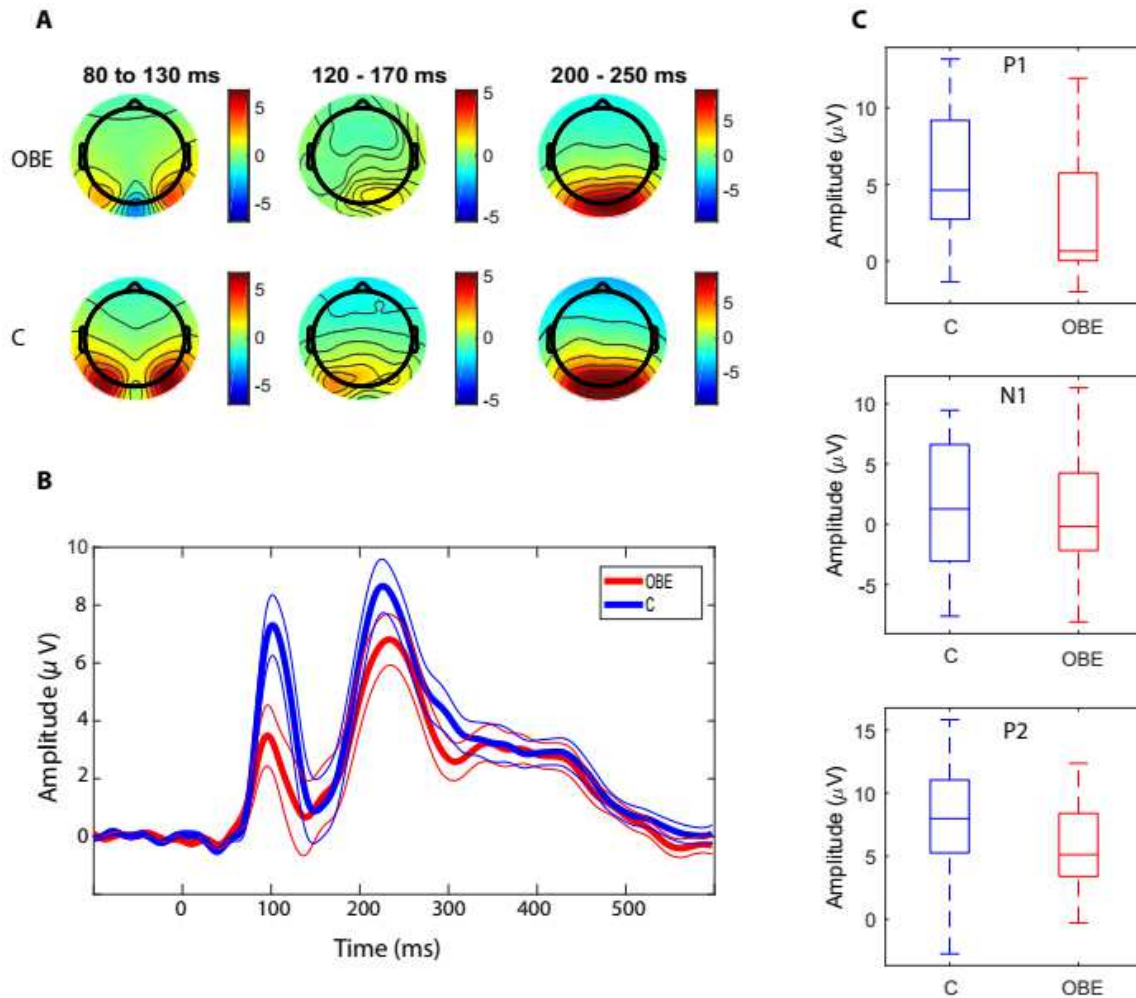 A
80 to 130 ms
120 - 170 ms
200 - 250 ms
OBE
5
0
-5
5
0
-5
5
0
-5
C
5
0
-5
5
0
-5
5
0
-5
B
10
8
6
4
2
0
Amplitude (μ V)
OBE
C
0
100
200
300
400
500
Time (ms)
C
P1
10
5
0
Amplitude (μV)
C
OBE
N1
10
5
0
-5
Amplitude (μV)
C
OBE
P2
15
10
5
0
Amplitude (μV)
C
OBE